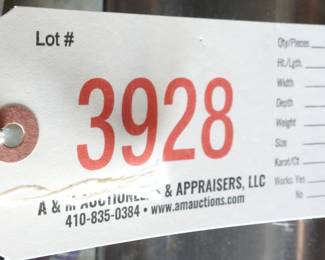 Lot #
3928
A & M AUCTIONEERS & APPRAISERS, LLC
410-835-0384 • www.amauctions.com
Qty/Pieces
Ht./Lgth.
Width
Depth
Weight
Size
Karat/Ct
Works: Yes
No